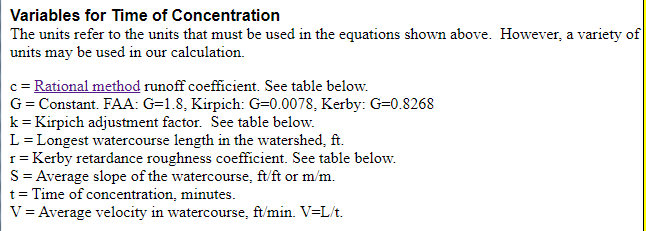 Variables for Time of Concentration
The units refer to the units that must be used in the equations shown above.  However, a variety of
units may be used in our calculation.
c = Rational method runoff coefficient. See table below.
G = Constant. FAA: G=1.8, Kirpich: G=0.0078, Kerby: G=0.8268
k = Kirpich adjustment factor.  See table below.
L = Longest watercourse length in the watershed, ft.
r = Kerby retardance roughness coefficient. See table below.
S = Average slope of the watercourse, ft/ft or m/m.
t = Time of concentration, minutes.
V = Average velocity in watercourse, ft/min. V=L/t.